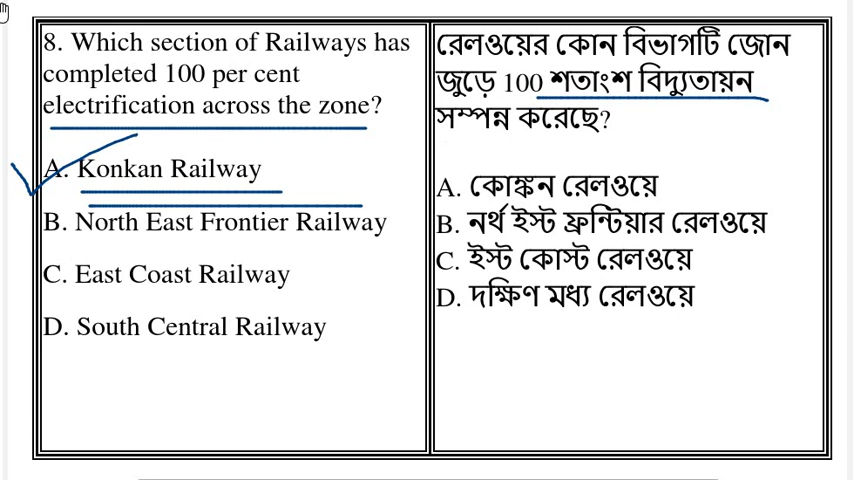 8. Which section of Railways has
completed 100 per cent
electrification across the zone?
A. Konkan Railway
B. North East Frontier Railway
C. East Coast Railway
D. South Central Railway
রেলওয়ের কোন বিভাগটি জোন
জুড়ে 100 শতাংশ বিদ্যুতায়ন
সম্পন্ন করেছে?
A. কোঙ্কন রেলওয়ে
B. নর্থ ইস্ট ফ্রন্টিয়ার রেলওয়ে
C. ইস্ট কোস্ট রেলওয়ে
D. দক্ষিণ মধ্য রেলওয়ে